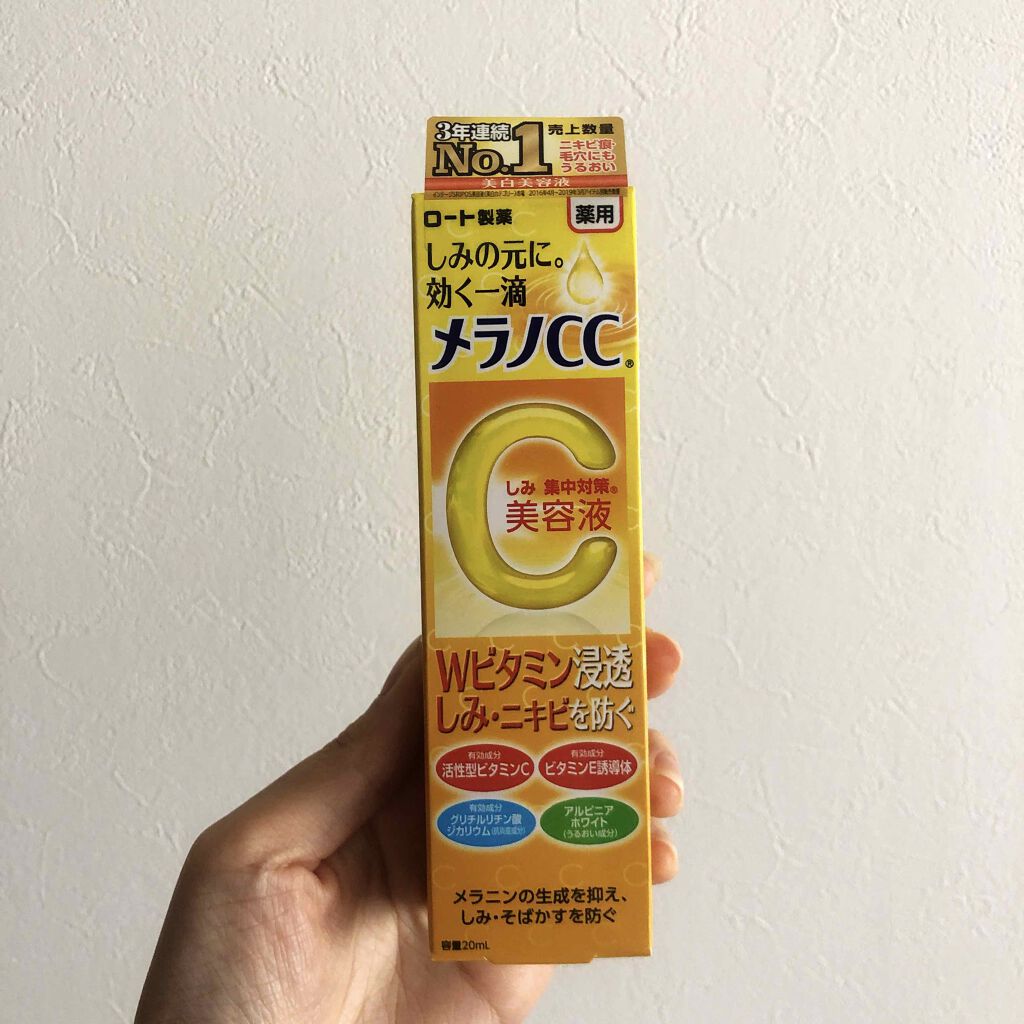 3年連続
No.1
売上数量
ニキビ痕・
毛穴にも
うるおい
美白美容液
ロート製薬
薬用
しみの元に。
効く一滴
メラノCC®
しみ 集中対策®
美容液
Wビタミン浸透
しみ・ニキビを防ぐ
有効成分
活性型ビタミンC
有効成分
ビタミンE誘導体
有効成分
グリチルリチン酸
ジカリウム(抗炎症成分)
アルピニア
ホワイト
(うるおい成分)
メラニンの生成を抑え、
しみ・そばかすを防ぐ
容量20mL